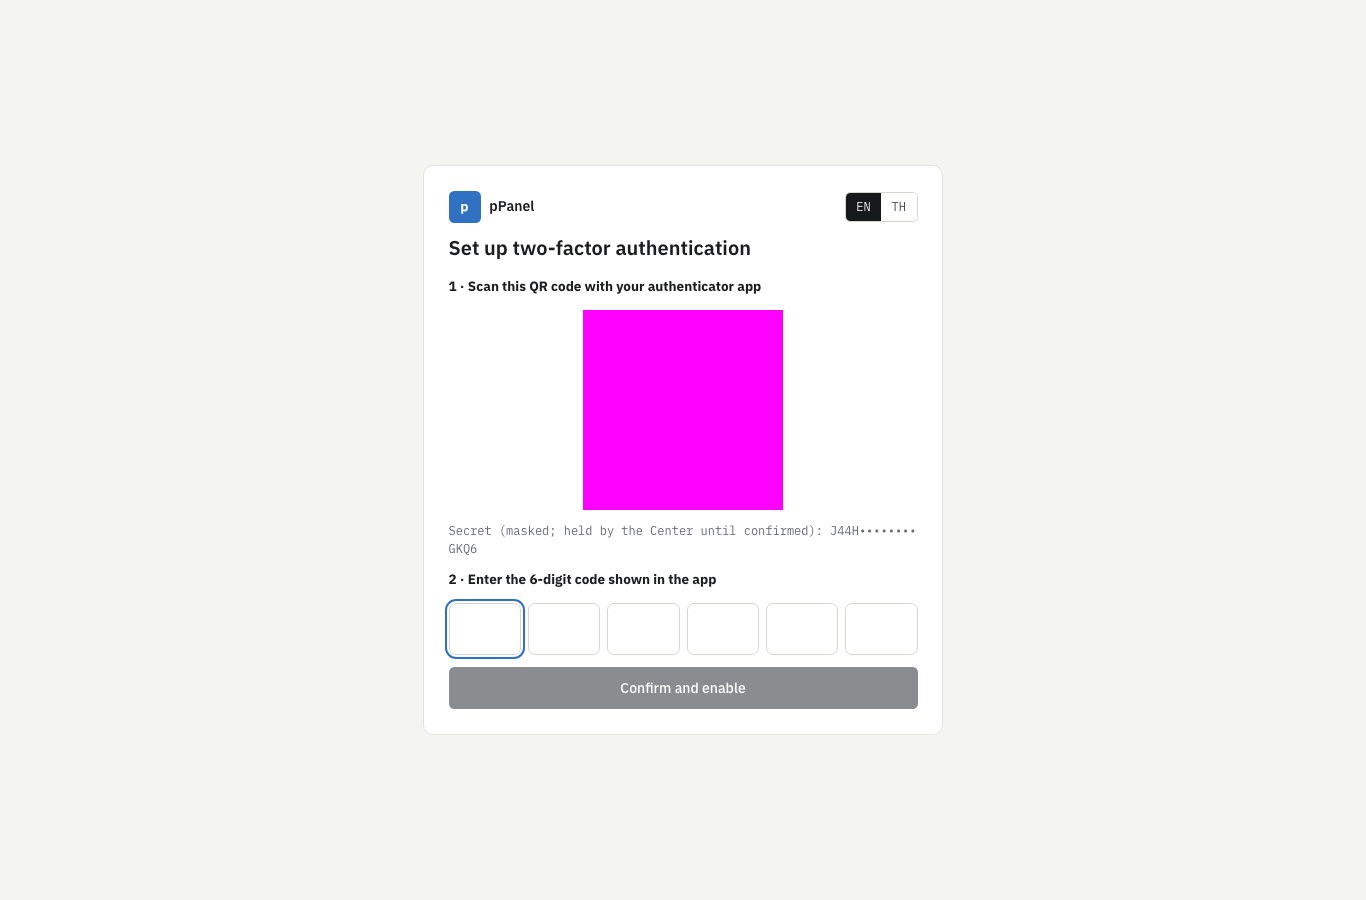 p pPanel EN TH
Set up two-factor authentication
1 · Scan this QR code with your authenticator app
Secret (masked; held by the Center until confirmed): J44H••••••••
GKQ6
2 · Enter the 6-digit code shown in the app
Confirm and enable